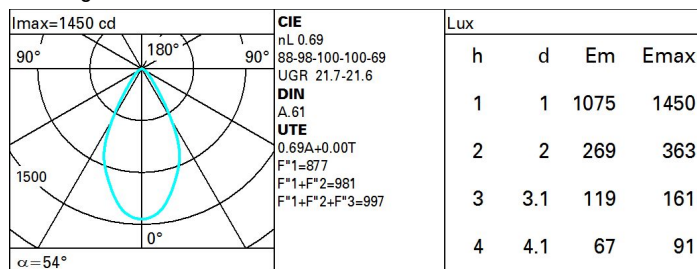 Imax=1450 cd
90° 180° 90°
1500
0°
α=54°
CIE
nL 0.69
88-98-100-100-69
UGR 21.7-21.6
DIN
A.61
UTE
0.69A+0.00T
F"1=877
F"1+F"2=981
F"1+F"2+F"3=997
Lux
h d Em Emax
1 1 1075 1450
2 2 269 363
3 3.1 119 161
4 4.1 67 91